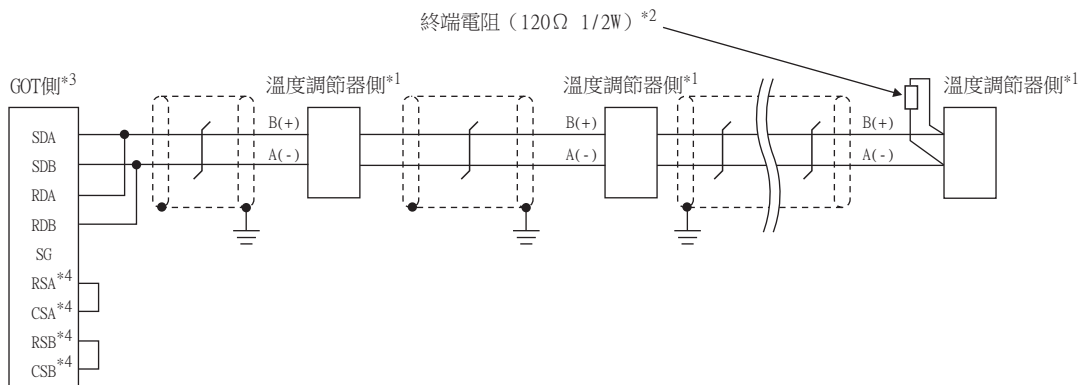 終端電阻（120Ω 1/2W）*2
GOT側*3
溫度調節器側*1
溫度調節器側*1
溫度調節器側*1
SDA
B(+)
B(+)
B(+)
SDB
A(-)
A(-)
A(-)
RDA
RDB
SG
RSA*4
CSA*4
RSB*4
CSB*4